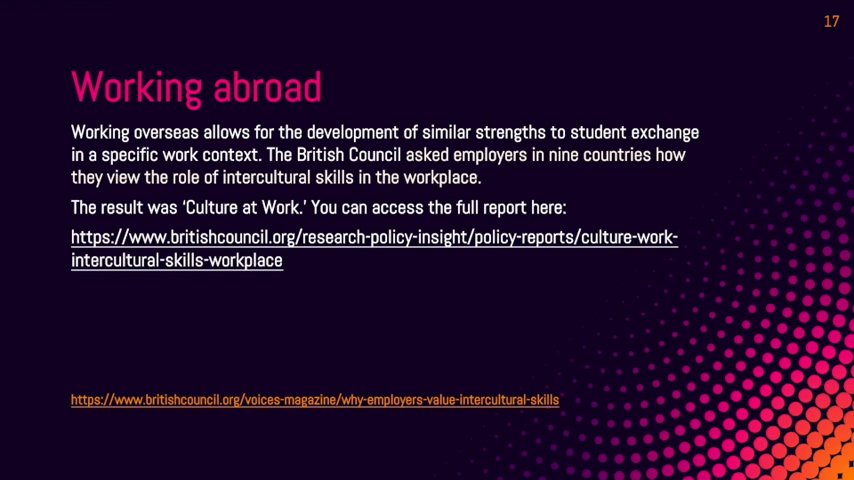 17
Working abroad
Working overseas allows for the development of similar strengths to student exchange
in a specific work context. The British Council asked employers in nine countries how
they view the role of intercultural skills in the workplace.
The result was ‘Culture at Work.’ You can access the full report here:
https://www.britishcouncil.org/research-policy-insight/policy-reports/culture-work-
intercultural-skills-workplace
https://www.britishcouncil.org/voices-magazine/why-employers-value-intercultural-skills